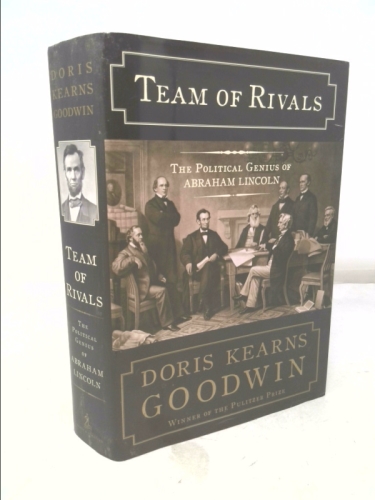 DORIS
KEARNS
GOODWIN
TEAM
OF
RIVALS
THE
POLITICAL
GENIUS
OF
ABRAHAM
LINCOLN
TEAM OF RIVALS
THE POLITICAL GENIUS OF
ABRAHAM LINCOLN
DORIS KEARNS
GOODWIN
WINNER OF THE PULITZER PRIZE